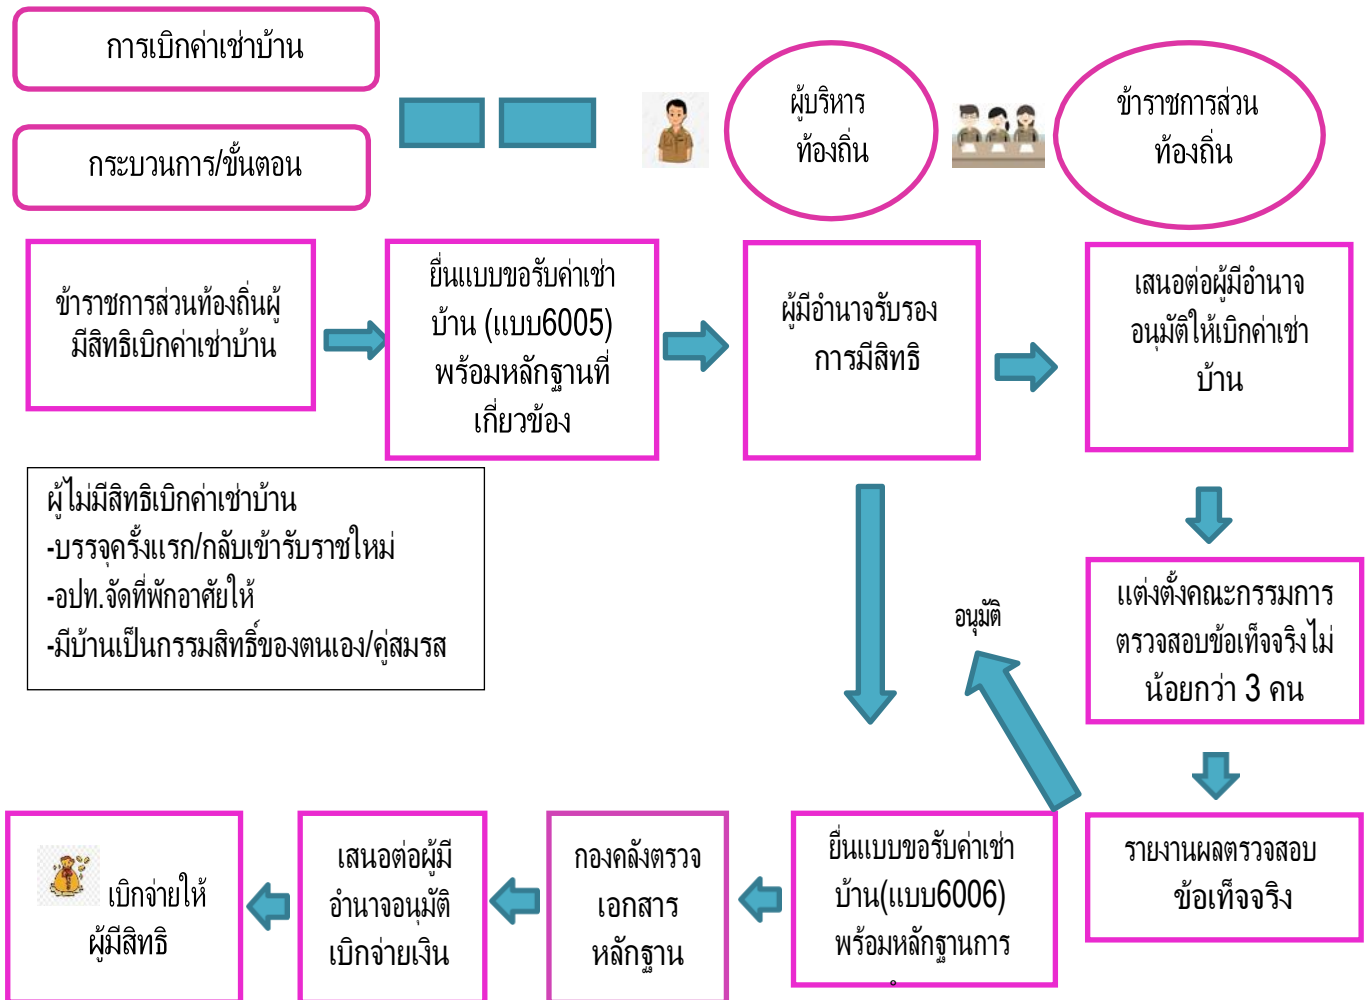 การเบิกค่าเช่าบ้าน
กระบวนการ/ขั้นตอน
ผู้บริหาร
ท้องถิ่น
ข้าราชการส่วน
ท้องถิ่น
ข้าราชการส่วนท้องถิ่นผู้
มีสิทธิเบิกค่าเช่าบ้าน
ยื่นแบบขอรับค่าเช่า
บ้าน (แบบ6005)
พร้อมหลักฐานที่
เกี่ยวข้อง
ผู้มีอำนาจรับรอง
การมีสิทธิ
เสนอต่อผู้มีอำนาจ
อนุมัติให้เบิกค่าเช่า
บ้าน
ผู้ไม่มีสิทธิเบิกค่าเช่าบ้าน
-บรรจุครั้งแรก/กลับเข้ารับราชใหม่
-อปท.จัดที่พักอาศัยให้
-มีบ้านเป็นกรรมสิทธิ์ของตนเอง/คู่สมรส
แต่งตั้งคณะกรรมการ
ตรวจสอบข้อเท็จจริงไม่
น้อยกว่า 3 คน
อนุมัติ
รายงานผลตรวจสอบ
ข้อเท็จจริง
ยื่นแบบขอรับค่าเช่า
บ้าน(แบบ6006)
พร้อมหลักฐานการ
กองคลังตรวจ
เอกสาร
หลักฐาน
เสนอต่อผู้มี
อำนาจอนุมัติ
เบิกจ่ายเงิน
เบิกจ่ายให้
ผู้มีสิทธิ